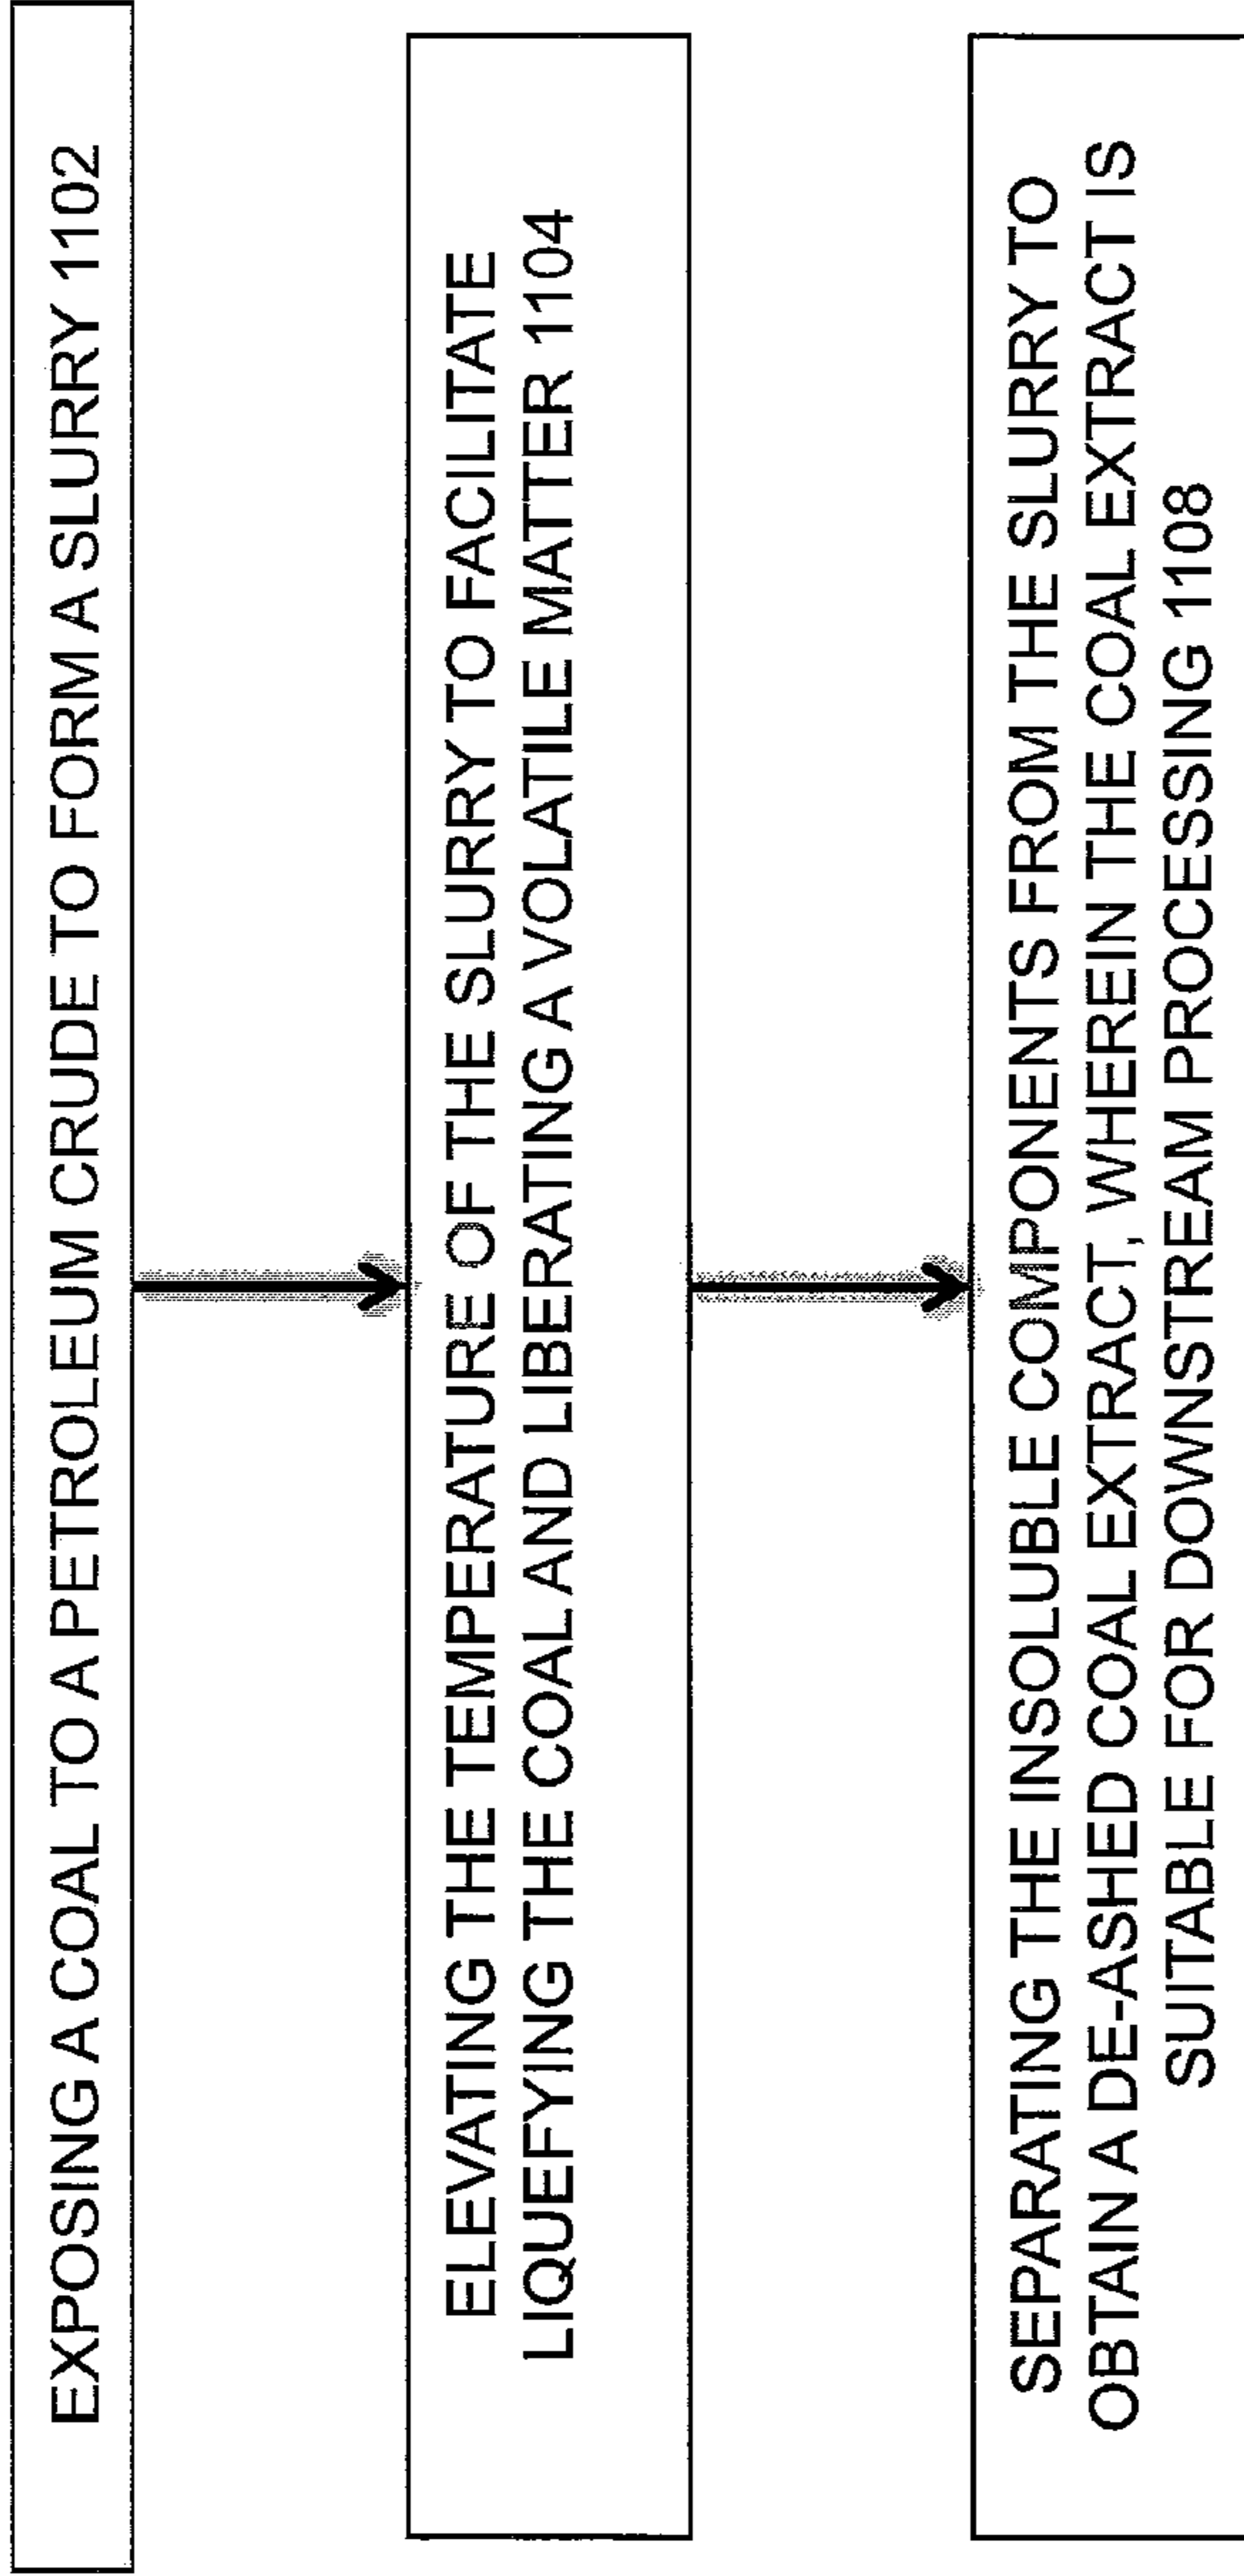 EXPOSING A COAL TO A PETROLEUM CRUDE TO FORM A SLURRY 1102
ELEVATING THE TEMPERATURE OF THE SLURRY TO FACILITATE
LIQUEFYING THE COAL AND LIBERATING A VOLATILE MATTER 1104
SEPARATING THE INSOLUBLE COMPONENTS FROM THE SLURRY TO
OBTAIN A DE-ASHED COAL EXTRACT, WHEREIN THE COAL EXTRACT IS
SUITABLE FOR DOWNSTREAM PROCESSING 1108